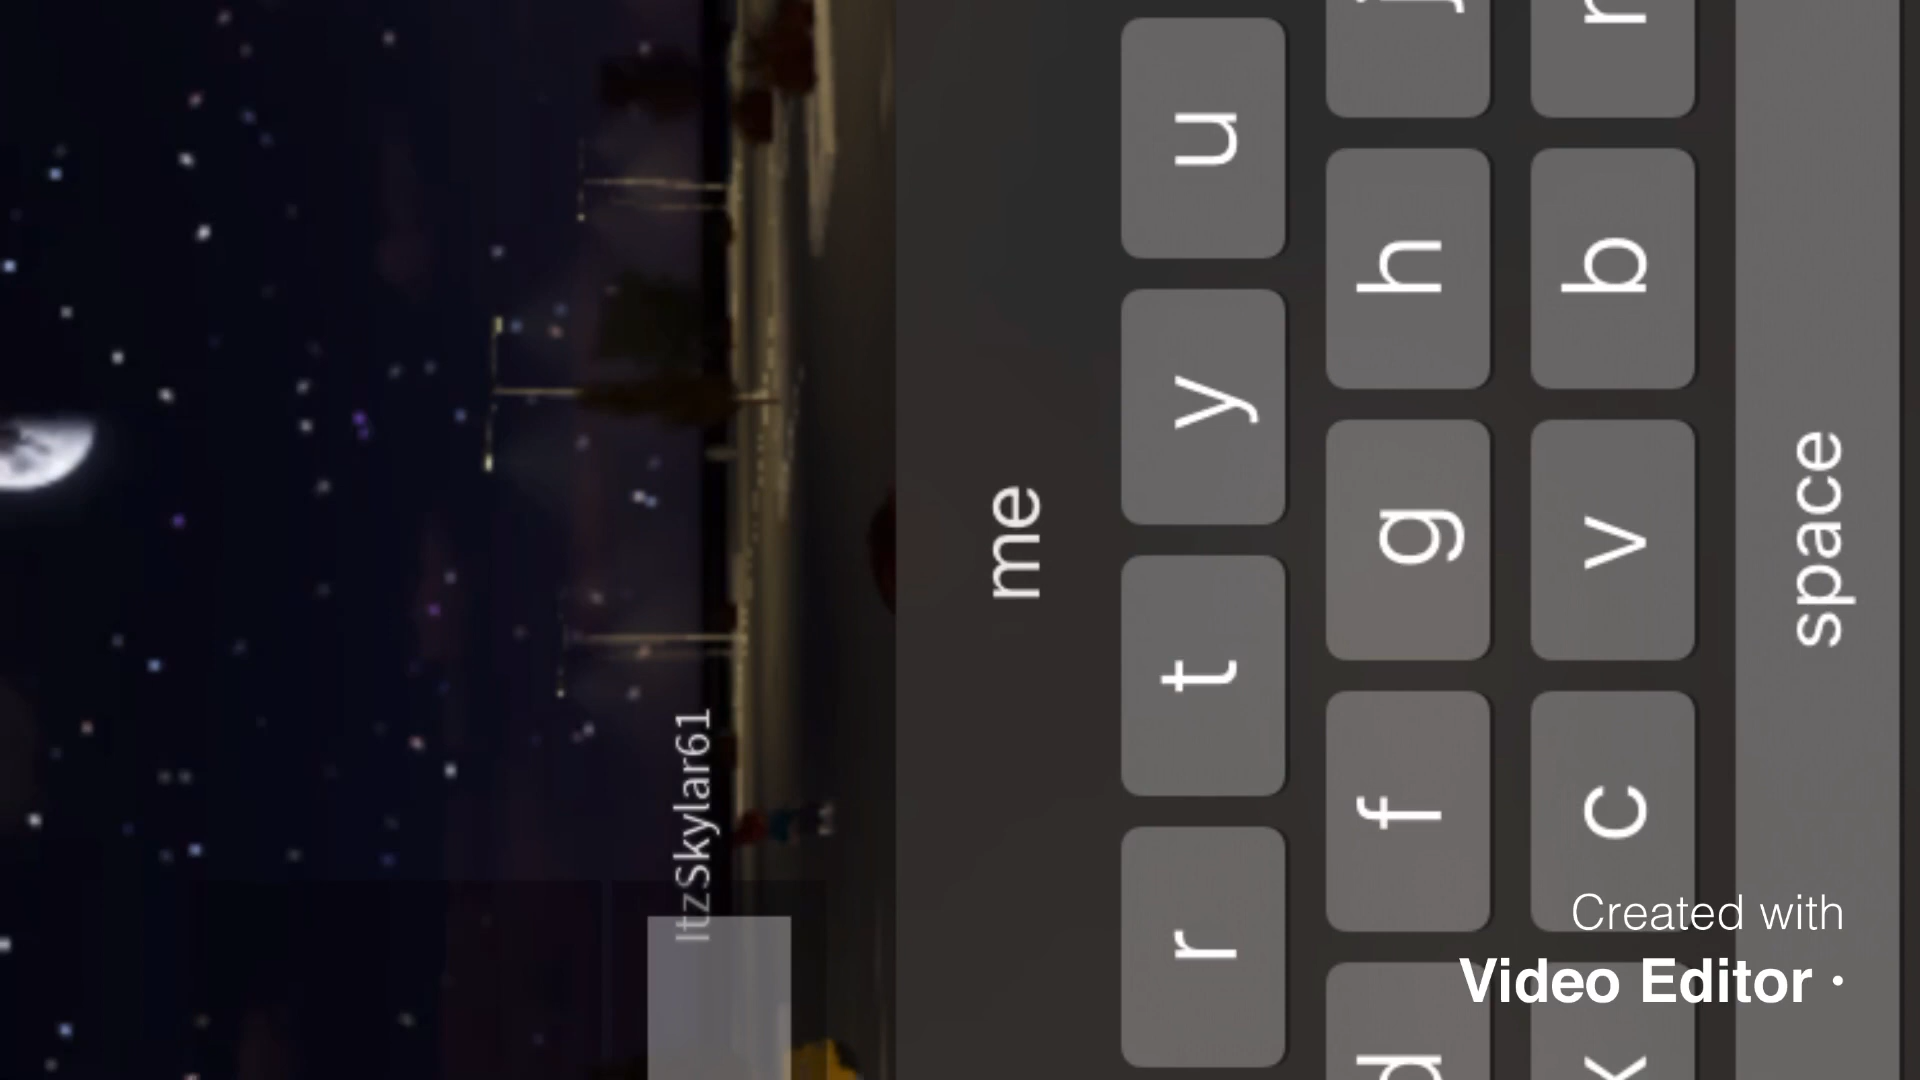 ItzSkylar61
me
r t y u
d f g h j
x c v b
space
Created with
Video Editor ·